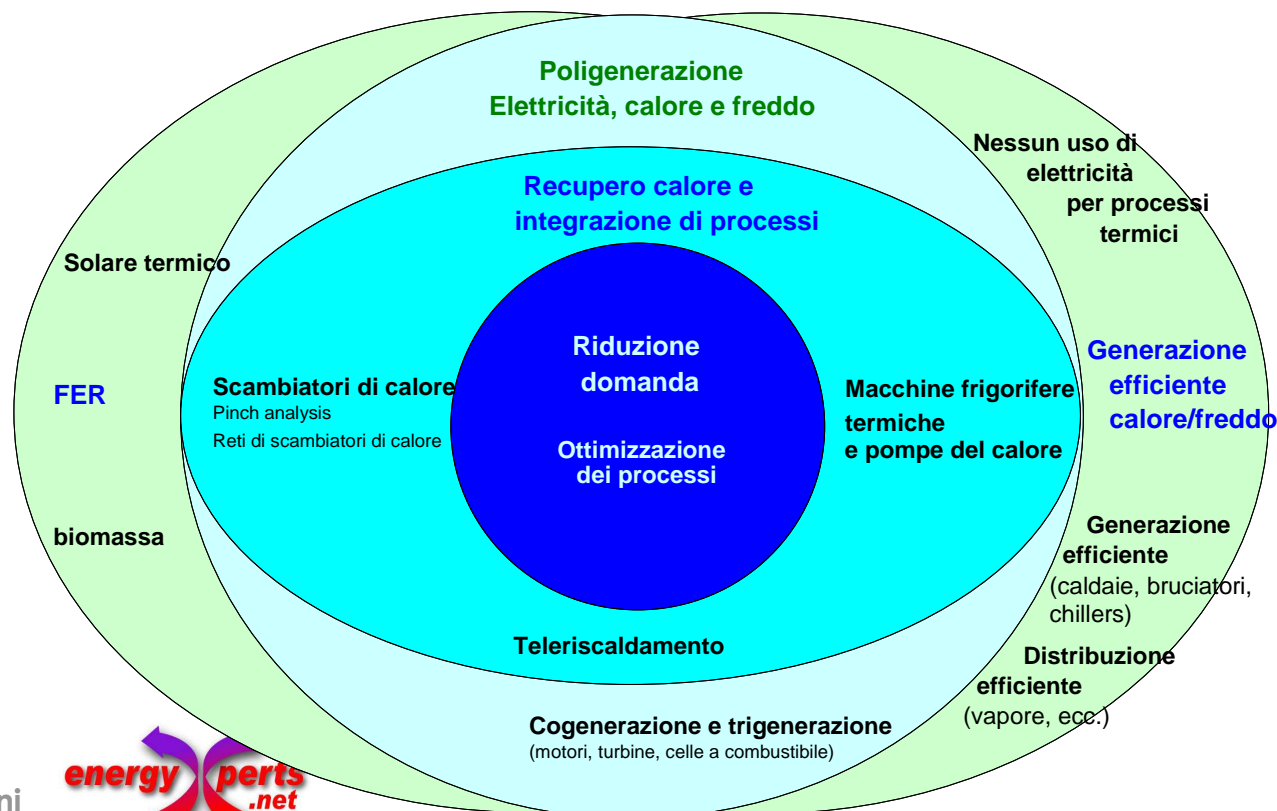 Poligenerazione
Elettricità, calore e freddo
Nessun uso di
elettricità
per processi
termici
Recupero calore e
integrazione di processi
Solare termico
Riduzione
domanda
Generazione
efficiente
calore/freddo
FER
Scambiatori di calore
Pinch analysis
Reti di scambiatori di calore
Macchine frigorifere
termiche
e pompe del calore
Ottimizzazione
dei processi
biomassa
Generazione
efficiente
(caldaie, bruciatori,
chillers)
Teleriscaldamento
Distribuzione
efficiente
(vapore, ecc.)
Cogenerazione e trigenerazione
(motori, turbine, celle a combustibile)
energy perts
.net
ni